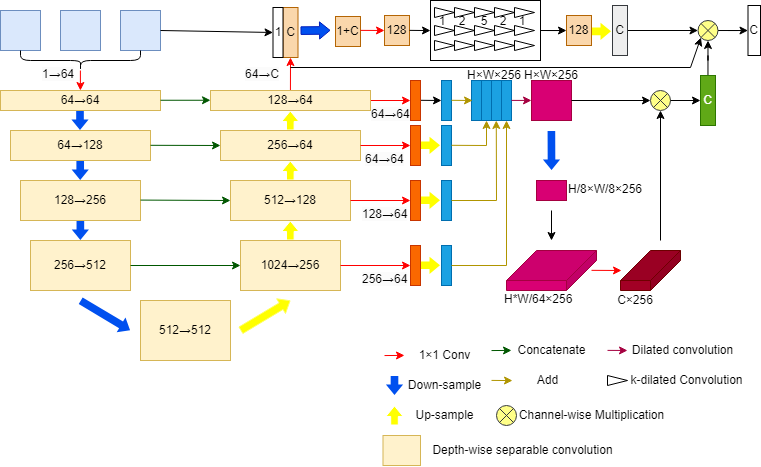 1 C
1+C
128
1 2 5 2 1
128
C
C
1→64
64→C
H×W×256 H×W×256
64→64
128→64
64→64
C
64→128
256→64
64→64
128→256
512→128
128→64
H/8×W/8×256
256→512
1024→256
256→64
H*W/64×256
C×256
512→512
1×1 Conv
Concatenate
Dilated convolution
Down-sample
Add
k-dilated Convolution
Up-sample
Channel-wise Multiplication
Depth-wise separable convolution